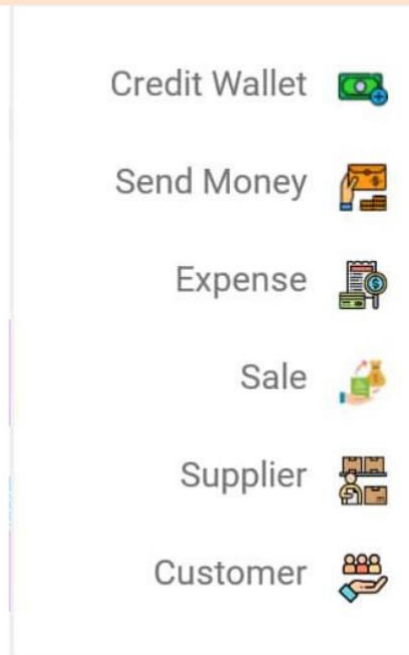 Credit Wallet
Send Money
Expense
Sale
Supplier
Customer